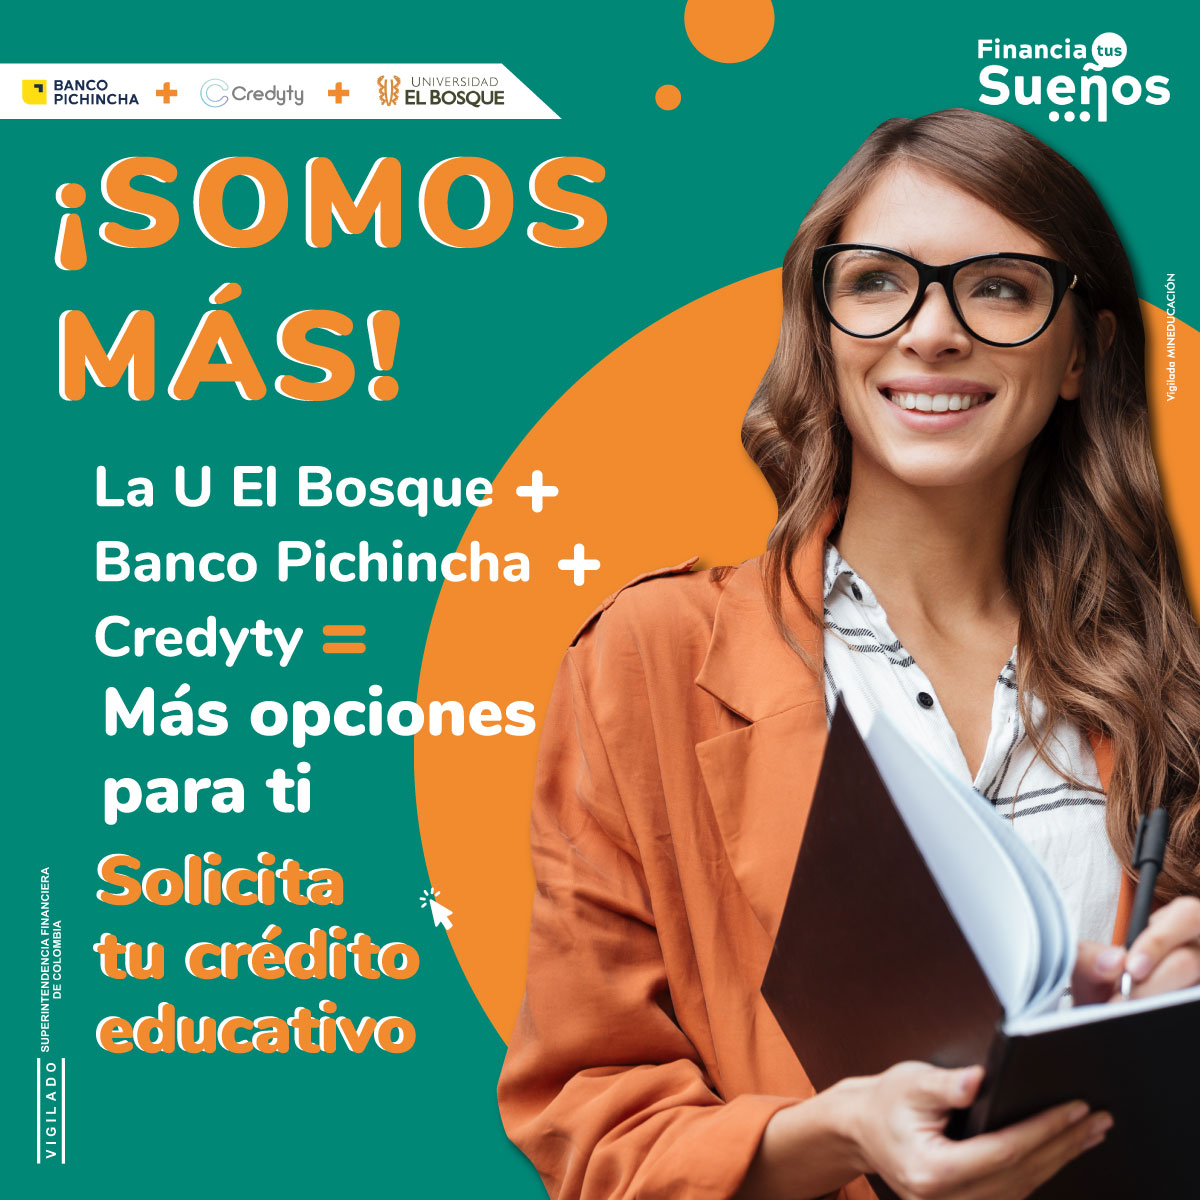 BANCO PICHINCHA + Credyty + UNIVERSIDAD EL BOSQUE
Financia tus
Sueños
¡SOMOS
MÁS!
La U El Bosque +
Banco Pichincha +
Credyty =
Más opciones
para ti
Solicita
tu crédito
educativo
Vigilada MINEDUCACIÓN
VIGILADO SUPERINTENDENCIA FINANCIERA
DE COLOMBIA